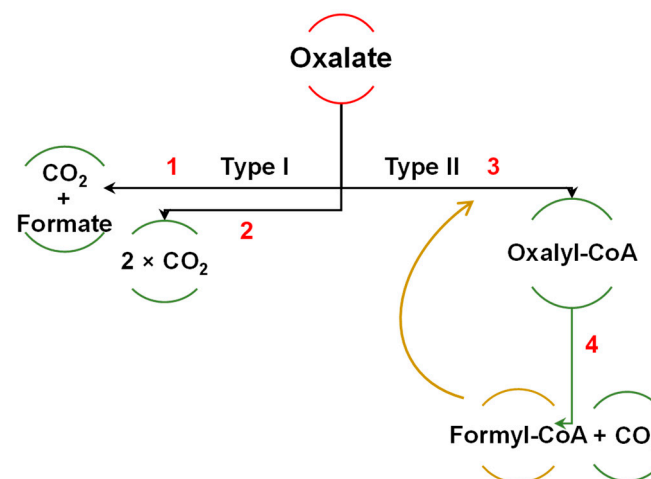 Oxalate
1 Type I Type II 3
CO₂
+
Formate
2
2 × CO₂
Oxalyl-CoA
4
Formyl-CoA + CO